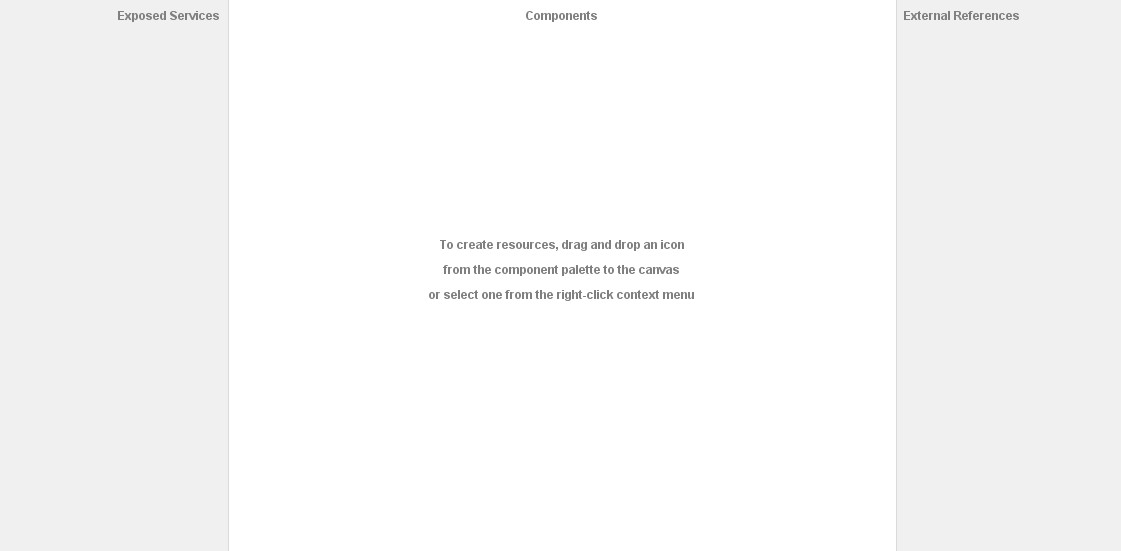 Exposed Services
Components
External References
To create resources, drag and drop an icon
from the component palette to the canvas
or select one from the right-click context menu